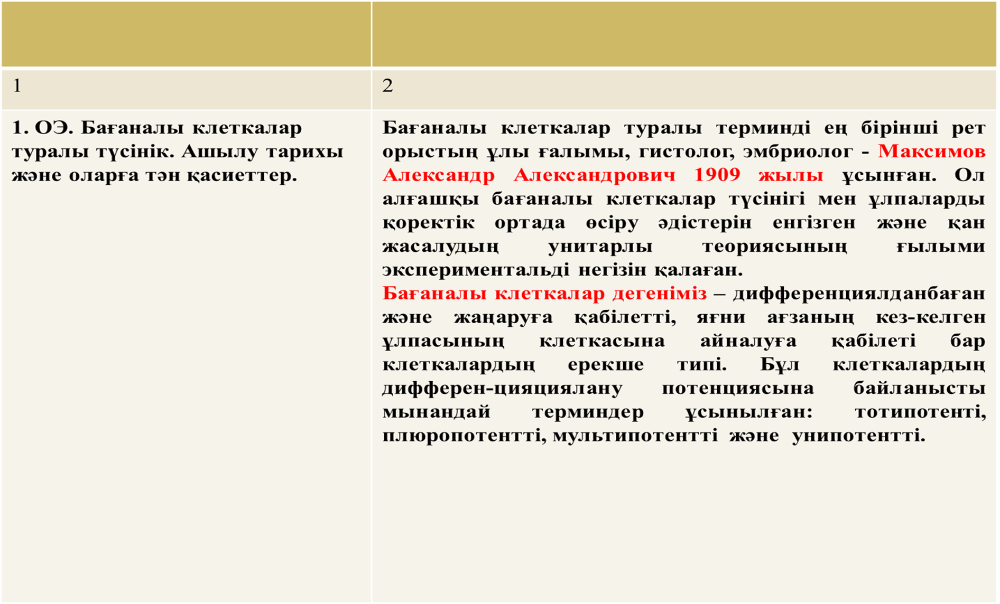 1
2
1. ОЭ. Бағаналы клеткалар
туралы түсінік. Ашылу тарихы
және оларға тән қасиеттер.
Бағаналы клеткалар туралы терминді ең бірінші рет
орыстың ұлы ғалымы, гистолог, эмбриолог - Максимов
Александр Александрович 1909 жылы ұсынған. Ол
алғашқы бағаналы клеткалар түсінігі мен ұлпаларды
қоректік ортада өсіру әдістерін енгізген және қан
жасалудың унитарлы теориясының ғылыми
экспериментальді негізін қалаған.
Бағаналы клеткалар дегеніміз – дифференциялданбаған
және жаңаруға қабілетті, яғни ағзаның кез-келген
ұлпасының клеткасына айналуға қабілеті бар
клеткалардың ерекше типі. Бұл клеткалардың
дифферен-цияциялану потенциясына байланысты
мынандай терминдер ұсынылған: тотипотенті,
плюропотентті, мультипотентті және унипотентті.